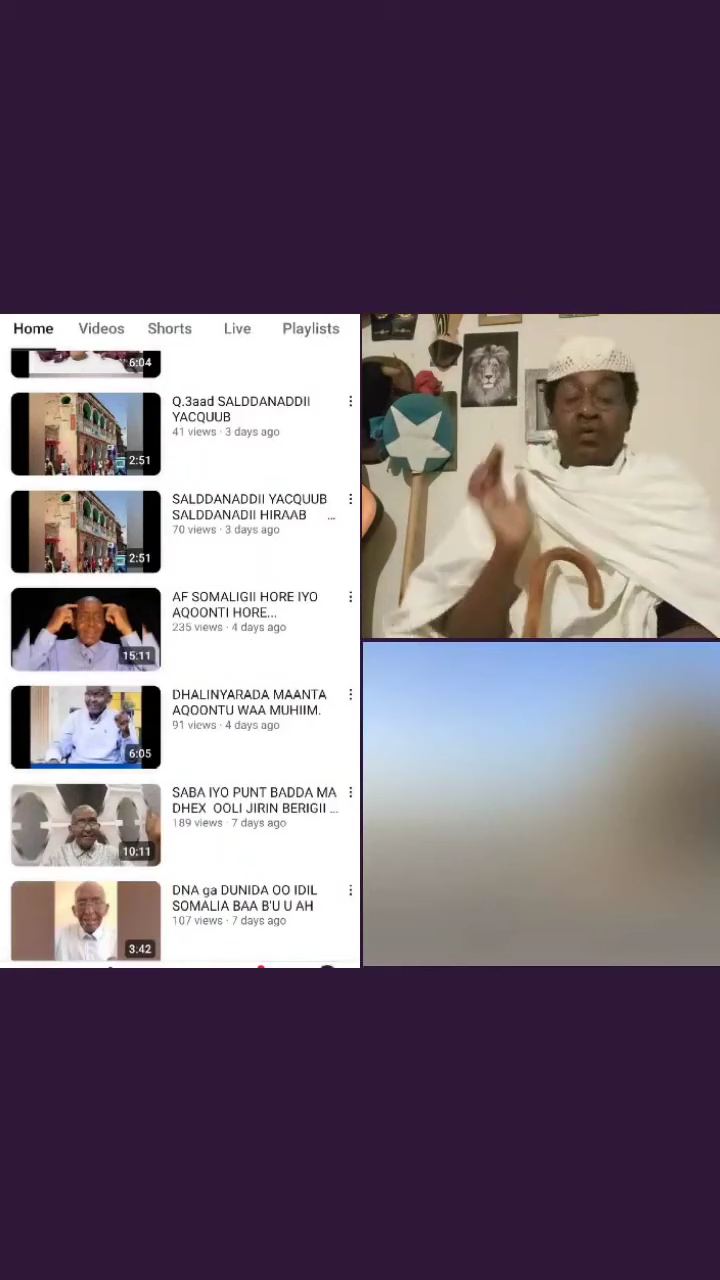 Home Videos Shorts Live Playlists
6:04
Q.3aad SALDDANADDII
YACQUUB
41 views · 3 days ago
2:51
SALDDANADDII YACQUUB
SALDDANADII HIRAAB ...
70 views · 3 days ago
2:51
AF SOMALIGII HORE IYO
AQOONTI HORE...
235 views · 4 days ago
15:11
DHALINYARADA MAANTA
AQOONTU WAA MUHIIM.
91 views · 4 days ago
6:05
SABA IYO PUNT BADDA MA
DHEX OOLI JIRIN BERIGII ...
189 views · 7 days ago
10:11
DNA ga DUNIDA OO IDIL
SOMALIA BAA B'U U AH
107 views · 7 days ago
3:42